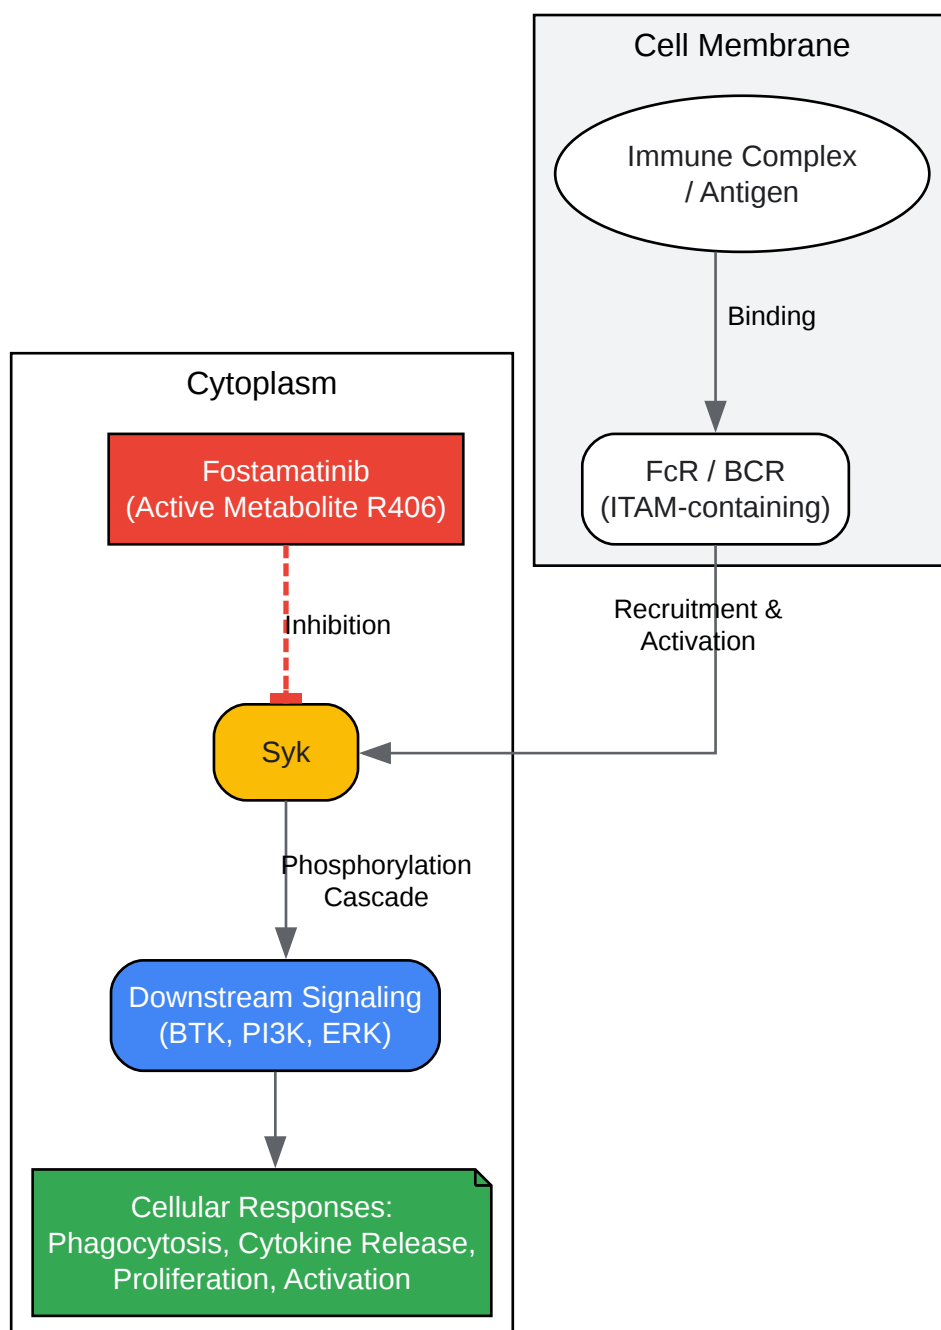 Cell Membrane
Immune Complex
/ Antigen
Binding
FcR / BCR
(ITAM-containing)
Recruitment &
Activation
Cytoplasm
Fostamatinib
(Active Metabolite R406)
Inhibition
Syk
Phosphorylation
Cascade
Downstream Signaling
(BTK, PI3K, ERK)
Cellular Responses:
Phagocytosis, Cytokine Release,
Proliferation, Activation